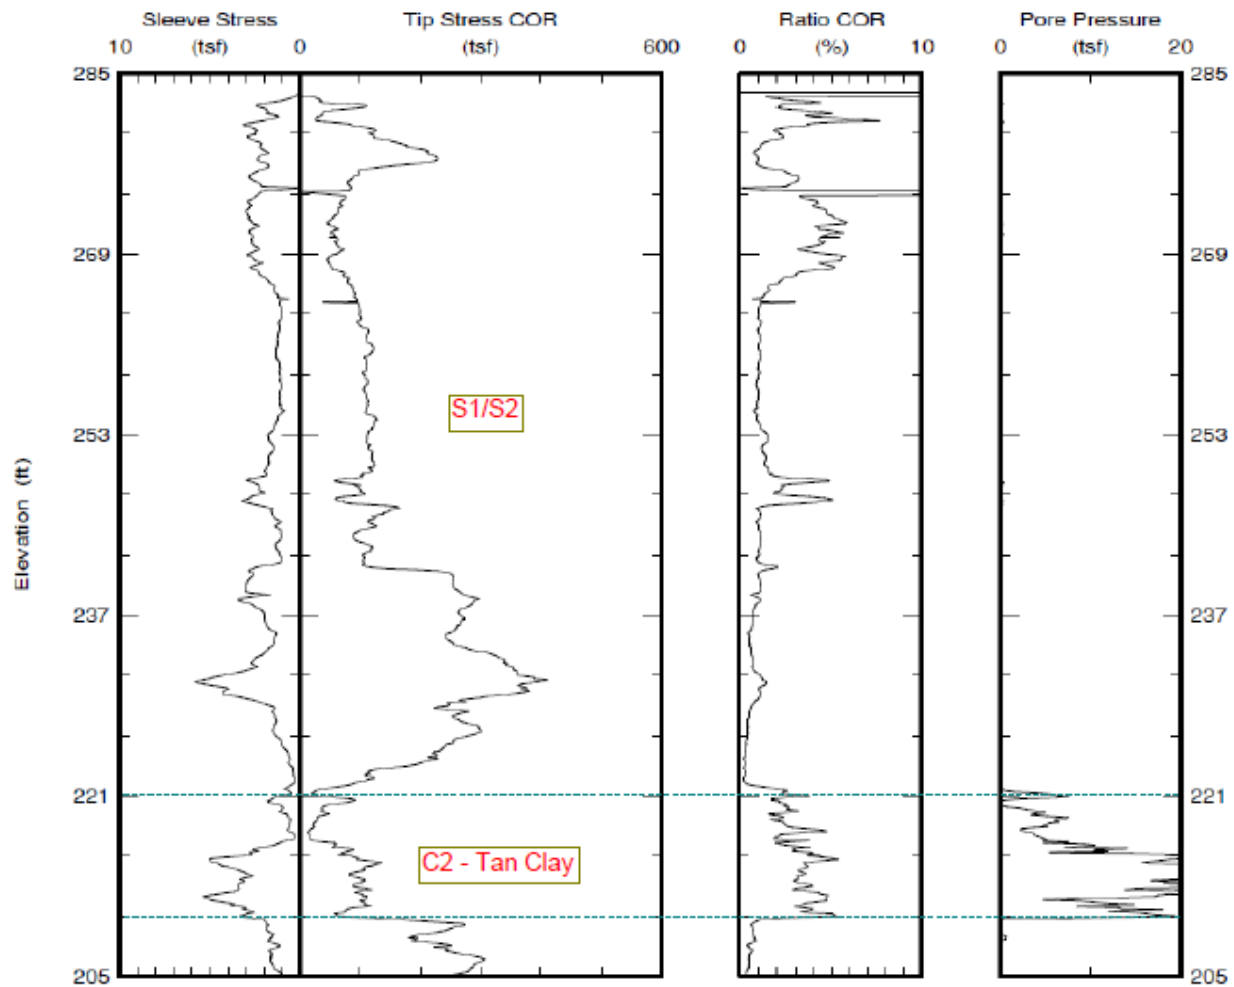 Sleeve Stress Tip Stress COR Ratio COR Pore Pressure
10 (tsf) 0 (tsf) 600 0 (%) 10 0 (tsf) 20
285 285
269 269
S1/S2
253 253
Elevation (ft)
237 237
221 221
C2 - Tan Clay
205 205